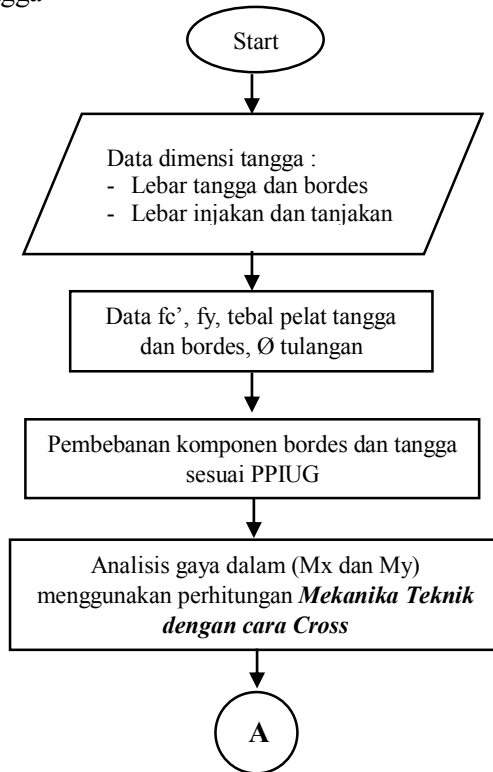 Start
Data dimensi tangga :
- Lebar tangga dan bordes
- Lebar injakan dan tanjakan
Data fc’, fy, tebal pelat tangga
dan bordes, Ø tulangan
Pembebanan komponen bordes dan tangga
sesuai PPIUG
Analisis gaya dalam (Mx dan My)
menggunakan perhitungan Mekanika Teknik
dengan cara Cross
A